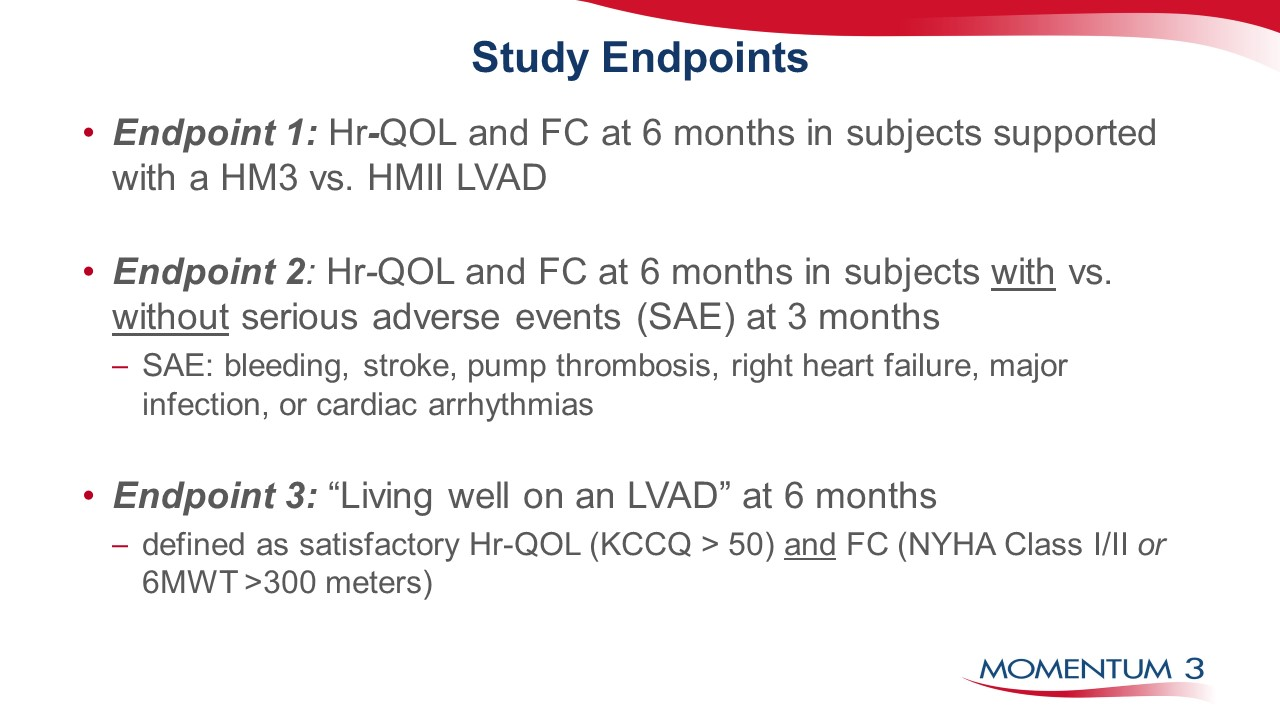 Study Endpoints
• Endpoint 1: Hr-QOL and FC at 6 months in subjects supported
with a HM3 vs. HMII LVAD
• Endpoint 2: Hr-QOL and FC at 6 months in subjects with vs.
without serious adverse events (SAE) at 3 months
– SAE: bleeding, stroke, pump thrombosis, right heart failure, major
infection, or cardiac arrhythmias
• Endpoint 3: “Living well on an LVAD” at 6 months
– defined as satisfactory Hr-QOL (KCCQ > 50) and FC (NYHA Class I/II or
6MWT >300 meters)
MOMENTUM 3